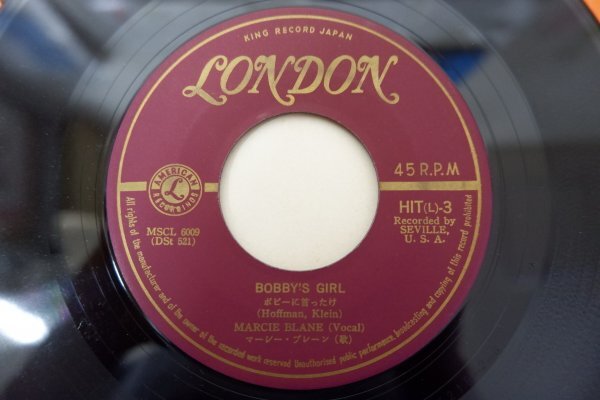 KING RECORD JAPAN
LONDON
AMERICAN
L
RECORDINGS
45 R.P.M
MSCL 6009
(DSt 521)
HIT(L)-3
Recorded by
SEVILLE,
U. S. A.
BOBBY'S GIRL
ボビーに首ったけ
(Hoffman, Klein)
MARCIE BLANE (Vocal)
マーシー・ブレーン (歌)
All rights of the manufacturer and of the owner of the recorded work reserved Unauthorised public performance, broadcasting and copying of this record prohibited